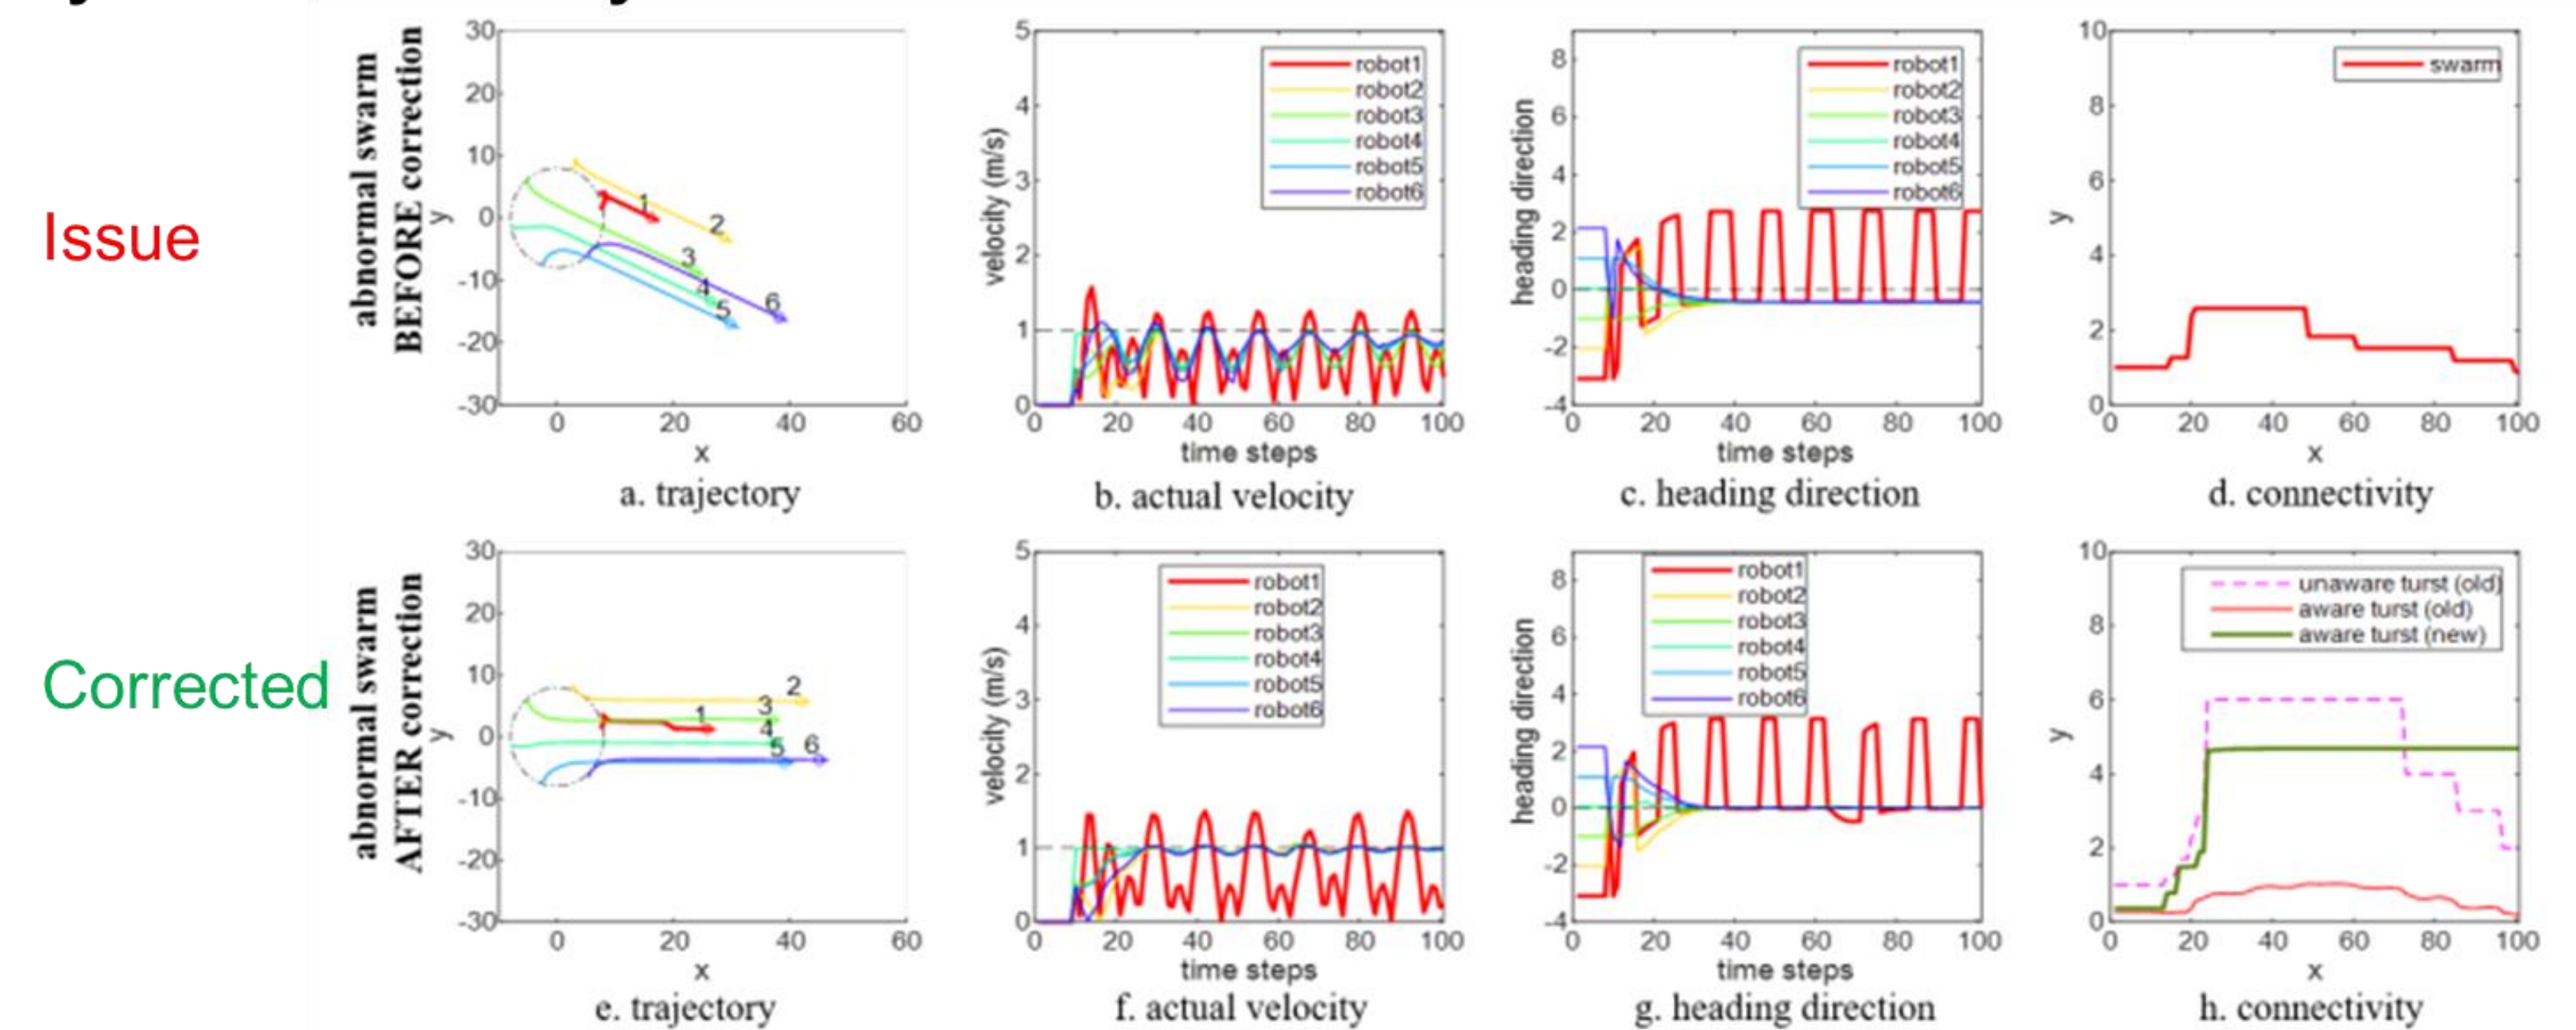 Issue
abnormal swarm
BEFORE correction
30
20
10
0
-10
-20
-30
y
1
2
3
4
5
6
0
20
40
60
x
a. trajectory
5
4
3
2
1
0
velocity (m/s)
robot1
robot2
robot3
robot4
robot5
robot6
0
20
40
60
80
100
time steps
b. actual velocity
8
6
4
2
0
-2
-4
heading direction
robot1
robot2
robot3
robot4
robot5
robot6
0
20
40
60
80
100
time steps
c. heading direction
10
8
6
4
2
0
y
swarm
0
20
40
60
80
100
x
d. connectivity
Corrected
abnormal swarm
AFTER correction
30
20
10
0
-10
-20
-30
y
2
3
1
4
5
6
0
20
40
60
x
e. trajectory
5
4
3
2
1
0
velocity (m/s)
robot1
robot2
robot3
robot4
robot5
robot6
0
20
40
60
80
100
time steps
f. actual velocity
8
6
4
2
0
-2
-4
heading direction
robot1
robot2
robot3
robot4
robot5
robot6
0
20
40
60
80
100
time steps
g. heading direction
10
8
6
4
2
0
y
unaware turst (old)
aware turst (old)
aware turst (new)
0
20
40
60
80
100
x
h. connectivity